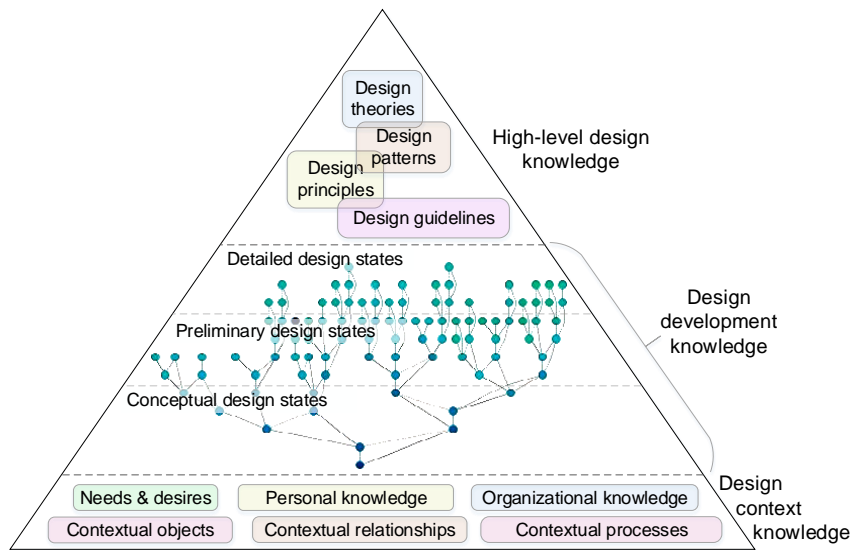 Design
theories
Design
patterns
High-level design
knowledge
Design
principles
Design guidelines
Detailed design states
Design
development
knowledge
Preliminary design states
Conceptual design states
Design
context
knowledge
Needs & desires
Personal knowledge
Organizational knowledge
Contextual objects
Contextual relationships
Contextual processes